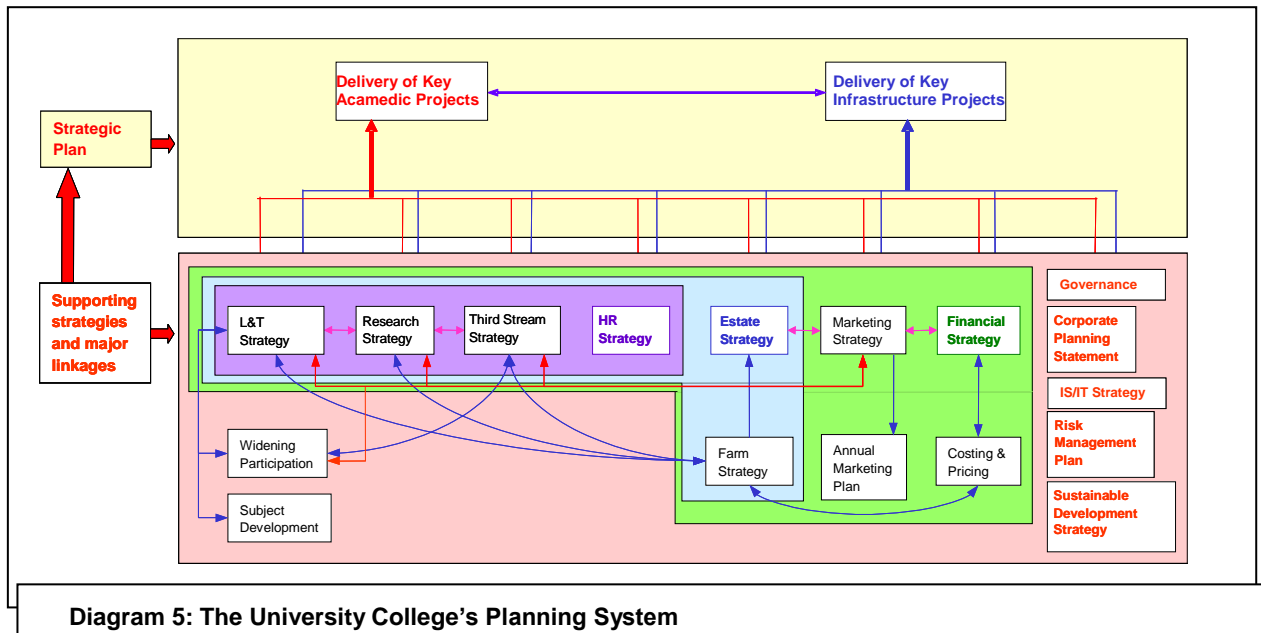 Delivery of Key
Acamedic Projects
Delivery of Key
Infrastructure Projects
Strategic
Plan
Supporting
strategies
and major
linkages
L&T
Strategy
Research
Strategy
Third Stream
Strategy
HR
Strategy
Estate
Strategy
Marketing
Strategy
Financial
Strategy
Governance
Corporate
Planning
Statement
IS/IT Strategy
Risk
Management
Plan
Sustainable
Development
Strategy
Widening
Participation
Farm
Strategy
Annual
Marketing
Plan
Costing &
Pricing
Subject
Development
Diagram 5: The University College's Planning System